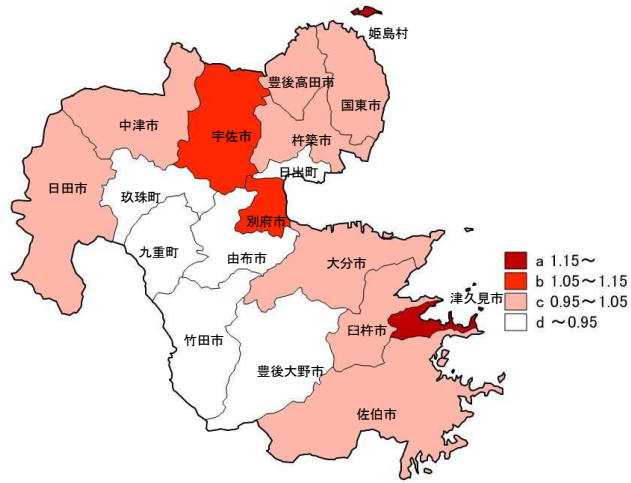 姫島村
豊後高田市
国東市
中津市
宇佐市
杵築市
日出町
日田市
玖珠町
別府市
九重町
由布市
大分市
a 1.15～
b 1.05～1.15
津久見市
c 0.95～1.05
d ～0.95
臼杵市
竹田市
豊後大野市
佐伯市